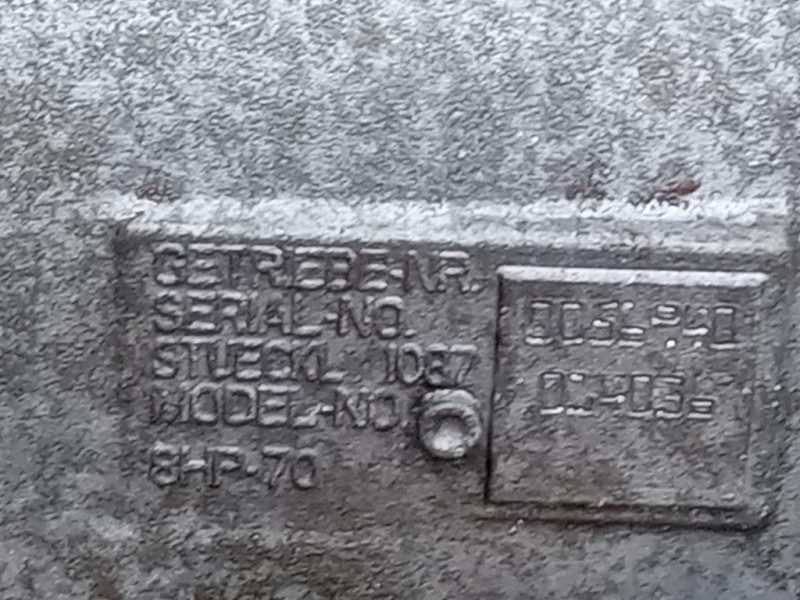 GETRIEBE-NR.
SERIAL-NO.
STUECKL. 1087
MODEL-NO.
8HP-70